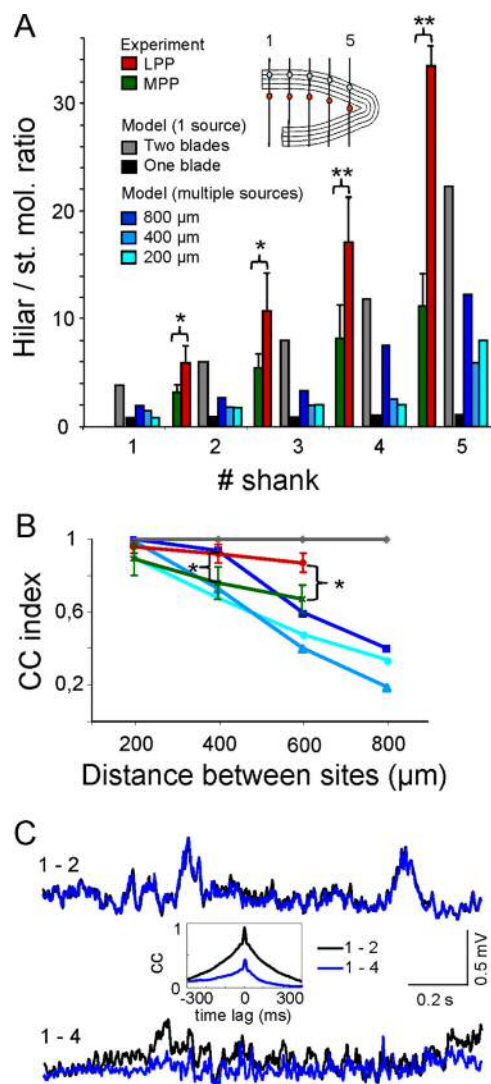 A
Experiment
LPP
MPP
Model (1 source)
Two blades
One blade
Model (multiple sources)
800 µm
400 µm
200 µm
1 5
* * ** **
Hilar / st. mol. ratio
30
20
10
0
1 2 3 4 5
# shank
B
1
0,6
0,2
CC index
* *
200 400 600 800
Distance between sites (µm)
C
1 - 2
1
CC
0
-300 0 300
time lag (ms)
1 - 2
1 - 4
0.5 mV
0.2 s
1 - 4